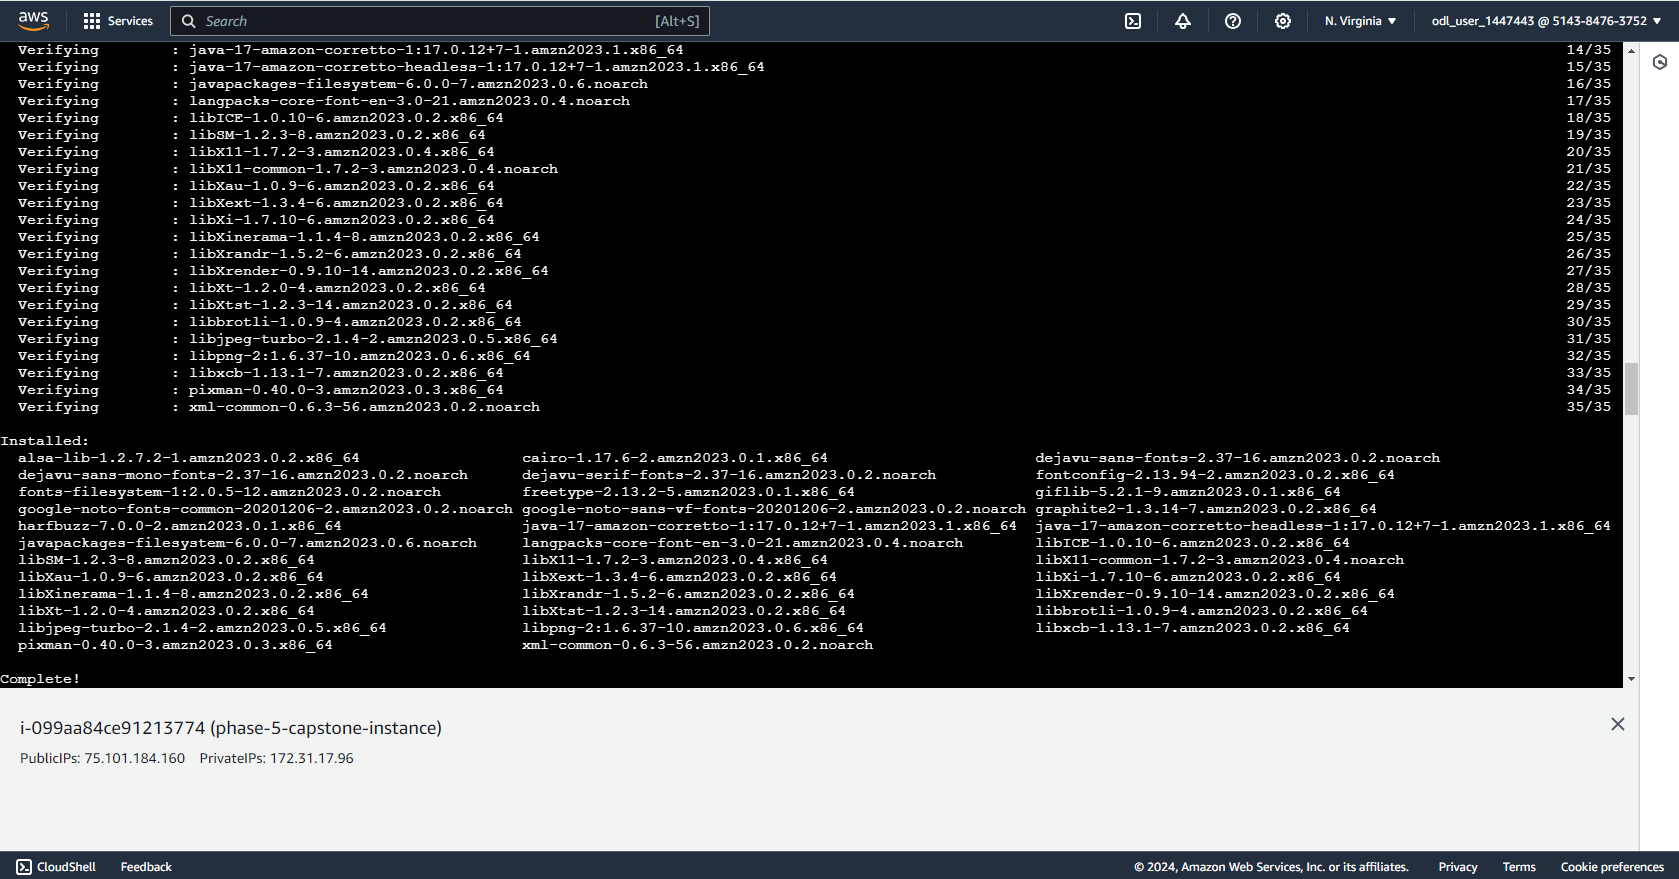 aws Services Search [Alt+S] N. Virginia ▼ odl_user_1447443 @ 5143-8476-3752 ▼
Verifying : java-17-amazon-corretto-1:17.0.12+7-1.amzn2023.1.x86_64 14/35
Verifying : java-17-amazon-corretto-headless-1:17.0.12+7-1.amzn2023.1.x86_64 15/35
Verifying : javapackages-filesystem-6.0.0-7.amzn2023.0.6.noarch 16/35
Verifying : langpacks-core-font-en-3.0-21.amzn2023.0.4.noarch 17/35
Verifying : libICE-1.0.10-6.amzn2023.0.2.x86_64 18/35
Verifying : libSM-1.2.3-8.amzn2023.0.2.x86_64 19/35
Verifying : libX11-1.7.2-3.amzn2023.0.4.x86_64 20/35
Verifying : libX11-common-1.7.2-3.amzn2023.0.4.noarch 21/35
Verifying : libXau-1.0.9-6.amzn2023.0.2.x86_64 22/35
Verifying : libXext-1.3.4-6.amzn2023.0.2.x86_64 23/35
Verifying : libXi-1.7.10-6.amzn2023.0.2.x86_64 24/35
Verifying : libXinerama-1.1.4-8.amzn2023.0.2.x86_64 25/35
Verifying : libXrandr-1.5.2-6.amzn2023.0.2.x86_64 26/35
Verifying : libXrender-0.9.10-14.amzn2023.0.2.x86_64 27/35
Verifying : libXt-1.2.0-4.amzn2023.0.2.x86_64 28/35
Verifying : libXtst-1.2.3-14.amzn2023.0.2.x86_64 29/35
Verifying : libbrotli-1.0.9-4.amzn2023.0.2.x86_64 30/35
Verifying : libjpeg-turbo-2.1.4-2.amzn2023.0.5.x86_64 31/35
Verifying : libpng-2:1.6.37-10.amzn2023.0.6.x86_64 32/35
Verifying : libxcb-1.13.1-7.amzn2023.0.2.x86_64 33/35
Verifying : pixman-0.40.0-3.amzn2023.0.3.x86_64 34/35
Verifying : xml-common-0.6.3-56.amzn2023.0.2.noarch 35/35
Installed:
alsa-lib-1.2.7.2-1.amzn2023.0.2.x86_64 cairo-1.17.6-2.amzn2023.0.1.x86_64 dejavu-sans-fonts-2.37-16.amzn2023.0.2.noarch
dejavu-sans-mono-fonts-2.37-16.amzn2023.0.2.noarch dejavu-serif-fonts-2.37-16.amzn2023.0.2.noarch fontconfig-2.13.94-2.amzn2023.0.2.x86_64
fonts-filesystem-1:2.0.5-12.amzn2023.0.2.noarch freetype-2.13.2-5.amzn2023.0.1.x86_64 giflib-5.2.1-9.amzn2023.0.1.x86_64
google-noto-fonts-common-20201206-2.amzn2023.0.2.noarch google-noto-sans-vf-fonts-20201206-2.amzn2023.0.2.noarch graphite2-1.3.14-7.amzn2023.0.2.x86_64
harfbuzz-7.0.0-2.amzn2023.0.1.x86_64 java-17-amazon-corretto-1:17.0.12+7-1.amzn2023.1.x86_64 java-17-amazon-corretto-headless-1:17.0.12+7-1.amzn2023.1.x86_64
javapackages-filesystem-6.0.0-7.amzn2023.0.6.noarch langpacks-core-font-en-3.0-21.amzn2023.0.4.noarch libICE-1.0.10-6.amzn2023.0.2.x86_64
libSM-1.2.3-8.amzn2023.0.2.x86_64 libX11-1.7.2-3.amzn2023.0.4.x86_64 libX11-common-1.7.2-3.amzn2023.0.4.noarch
libXau-1.0.9-6.amzn2023.0.2.x86_64 libXext-1.3.4-6.amzn2023.0.2.x86_64 libXi-1.7.10-6.amzn2023.0.2.x86_64
libXinerama-1.1.4-8.amzn2023.0.2.x86_64 libXrandr-1.5.2-6.amzn2023.0.2.x86_64 libXrender-0.9.10-14.amzn2023.0.2.x86_64
libXt-1.2.0-4.amzn2023.0.2.x86_64 libXtst-1.2.3-14.amzn2023.0.2.x86_64 libbrotli-1.0.9-4.amzn2023.0.2.x86_64
libjpeg-turbo-2.1.4-2.amzn2023.0.5.x86_64 libpng-2:1.6.37-10.amzn2023.0.6.x86_64 libxcb-1.13.1-7.amzn2023.0.2.x86_64
pixman-0.40.0-3.amzn2023.0.3.x86_64 xml-common-0.6.3-56.amzn2023.0.2.noarch
Complete!
i-099aa84ce91213774 (phase-5-capstone-instance)
PublicIPs: 75.101.184.160 PrivateIPs: 172.31.17.96
CloudShell Feedback © 2024, Amazon Web Services, Inc. or its affiliates. Privacy Terms Cookie preferences